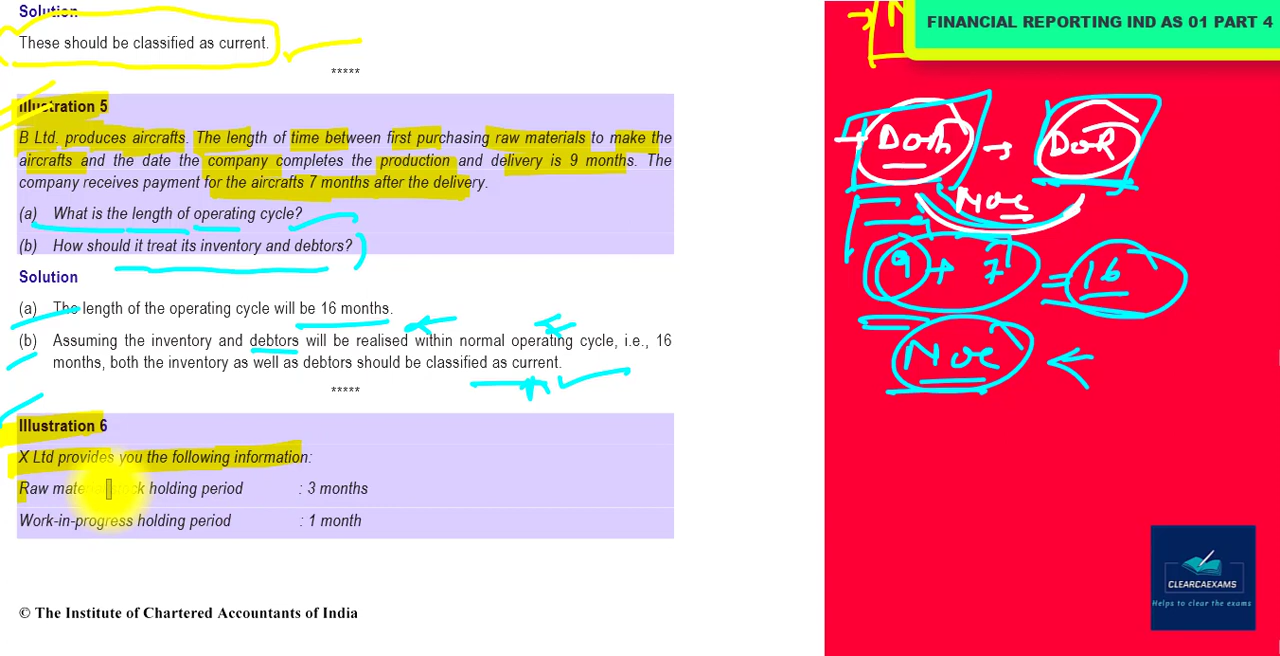 Solution
These should be classified as current.
*****
Illustration 5
B Ltd. produces aircrafts. The length of time between first purchasing raw materials to make the
aircrafts and the date the company completes the production and delivery is 9 months. The
company receives payment for the aircrafts 7 months after the delivery.
(a) What is the length of operating cycle?
(b) How should it treat its inventory and debtors?
Solution
(a) The length of the operating cycle will be 16 months.
(b) Assuming the inventory and debtors will be realised within normal operating cycle, i.e., 16
months, both the inventory as well as debtors should be classified as current.
*****
Illustration 6
X Ltd provides you the following information:
Raw material stock holding period : 3 months
Work-in-progress holding period : 1 month
© The Institute of Chartered Accountants of India
FINANCIAL REPORTING IND AS 01 PART 4
→ DOR
NOC
9 + 7 = 16
NOC
CLEARCAEXAMS
Helps to clear the exams